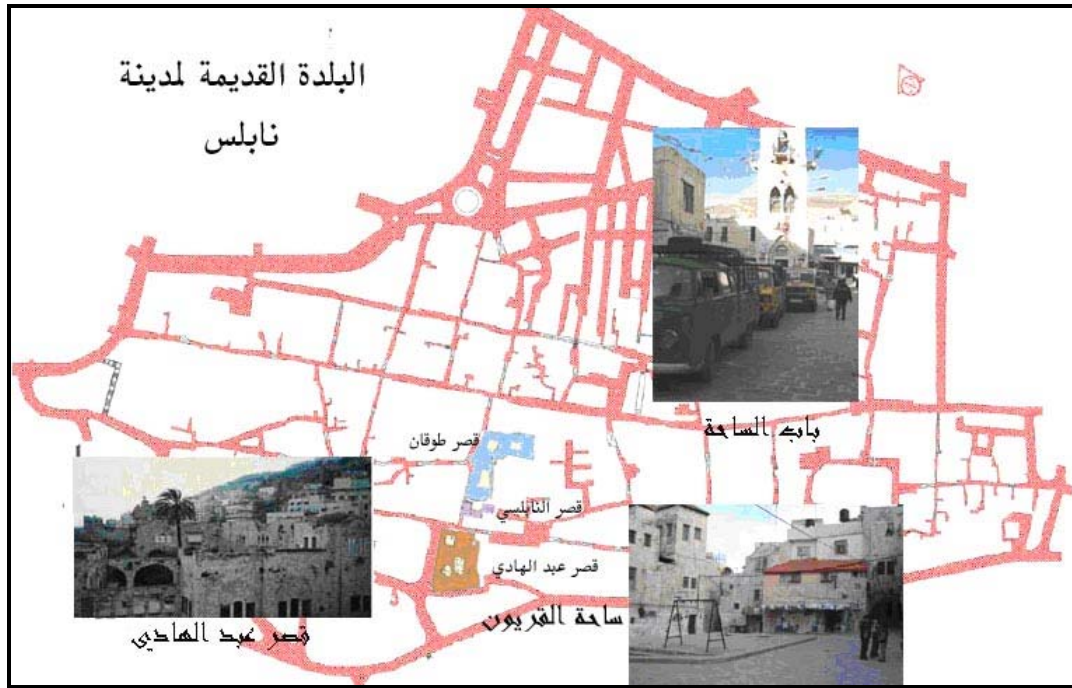 البلدة القديمة لمدينة
نابلس
باب الساحة
قصر طوقان
قصر النابلسي
قصر عبد الهادي
ساحة القريون
قصر عبد الهادي